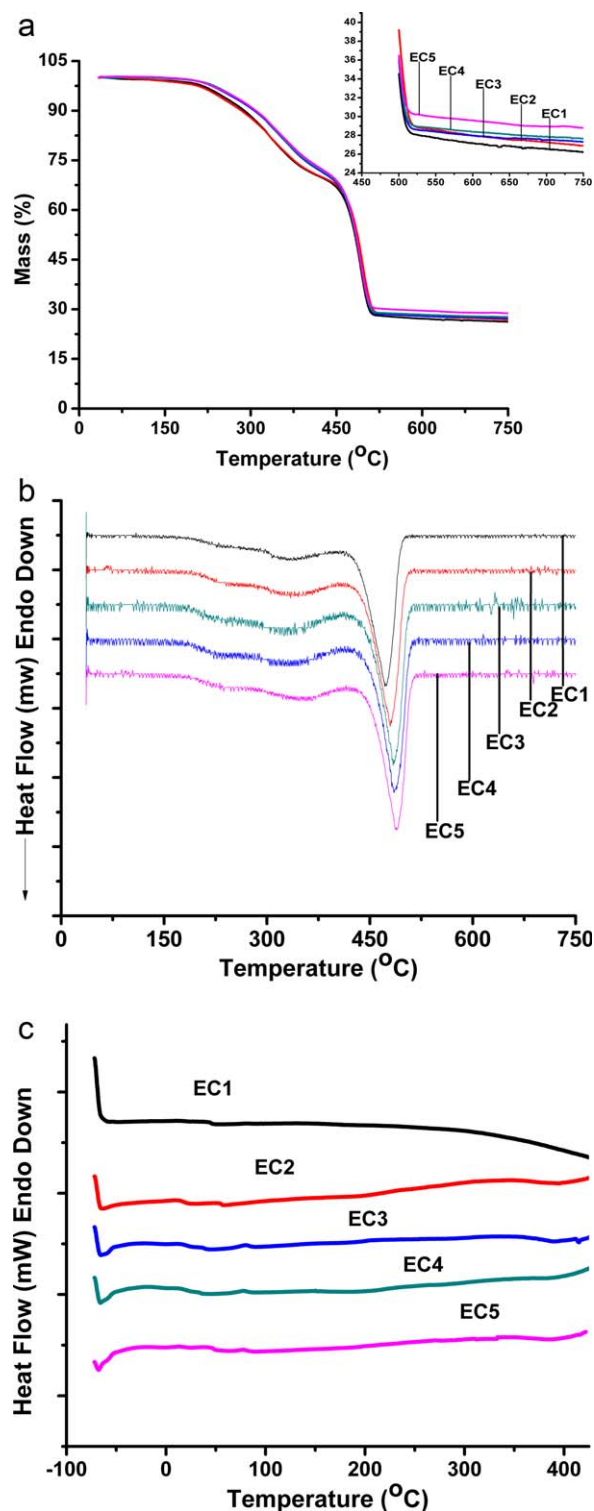 a
105
90
75
60
45
30
15
0
Mass (%)
0 150 300 450 600 750
Temperature (°C)
40
38
36
34
32
30
28
26
24
450 500 550 600 650 700 750
EC5
EC4
EC3
EC2
EC1
b
Heat Flow (mw) Endo Down
EC1
EC2
EC3
EC4
EC5
0 150 300 450 600 750
Temperature (°C)
c
Heat Flow (mW) Endo Down
EC1
EC2
EC3
EC4
EC5
-100 0 100 200 300 400
Temperature (°C)